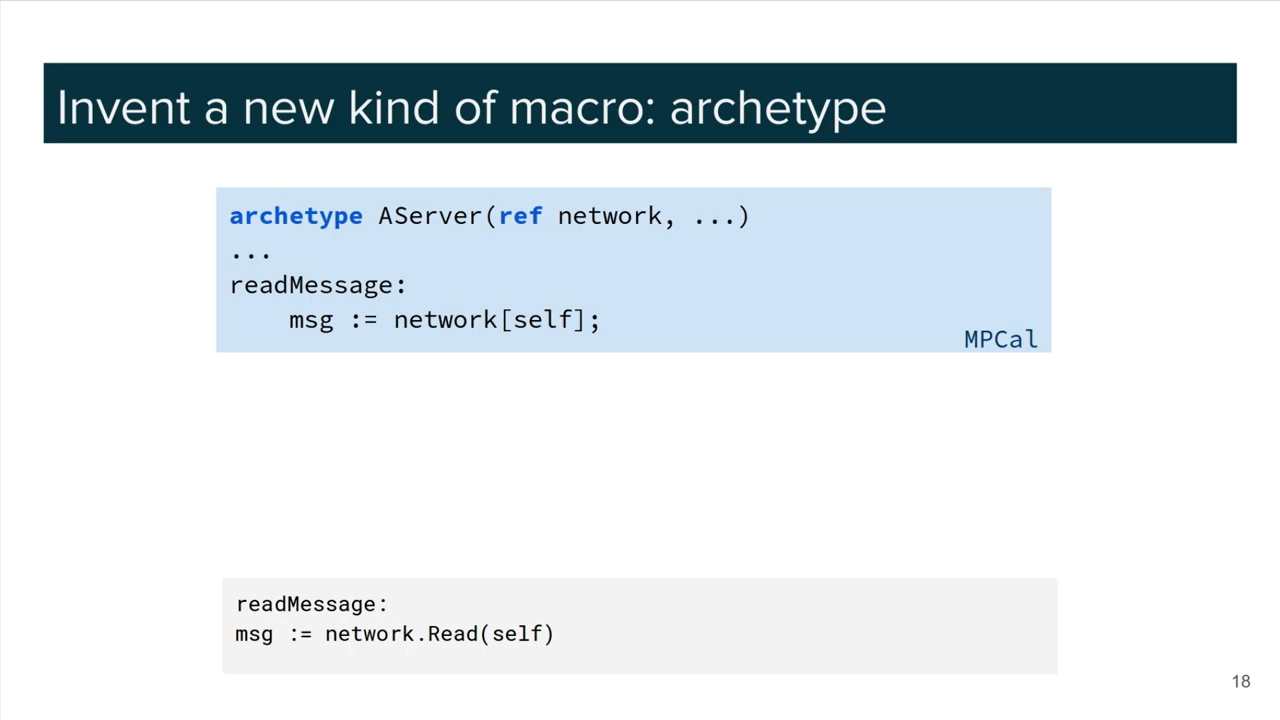 Invent a new kind of macro: archetype
archetype AServer(ref network, ...)
...
readMessage:
    msg := network[self];
MPCal
readMessage:
msg := network.Read(self)
18